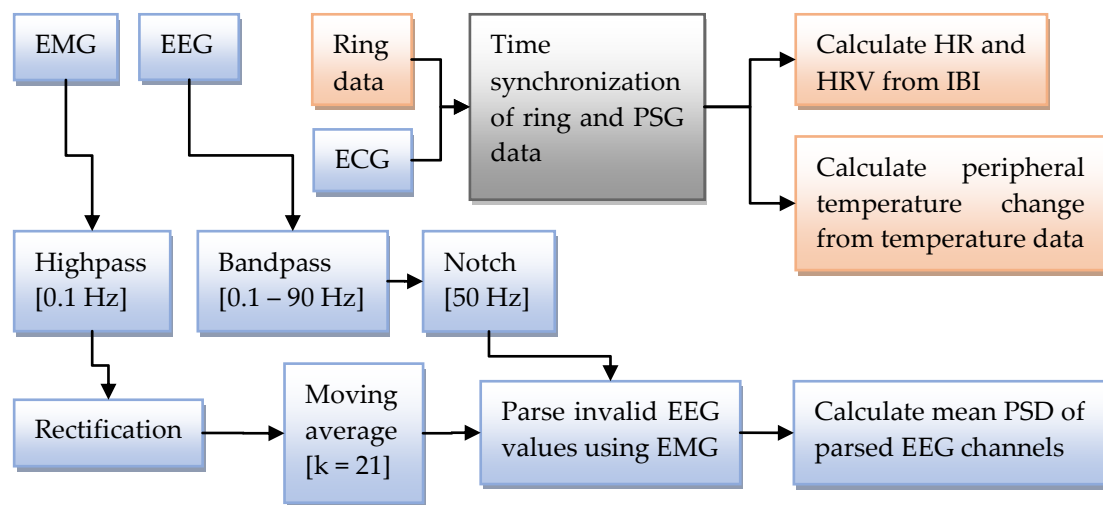 EMG
EEG
Ring
data
ECG
Time
synchronization
of ring and PSG
data
Calculate HR and
HRV from IBI
Calculate peripheral
temperature change
from temperature data
Highpass
[0.1 Hz]
Bandpass
[0.1 – 90 Hz]
Notch
[50 Hz]
Rectification
Moving
average
[k = 21]
Parse invalid EEG
values using EMG
Calculate mean PSD of
parsed EEG channels